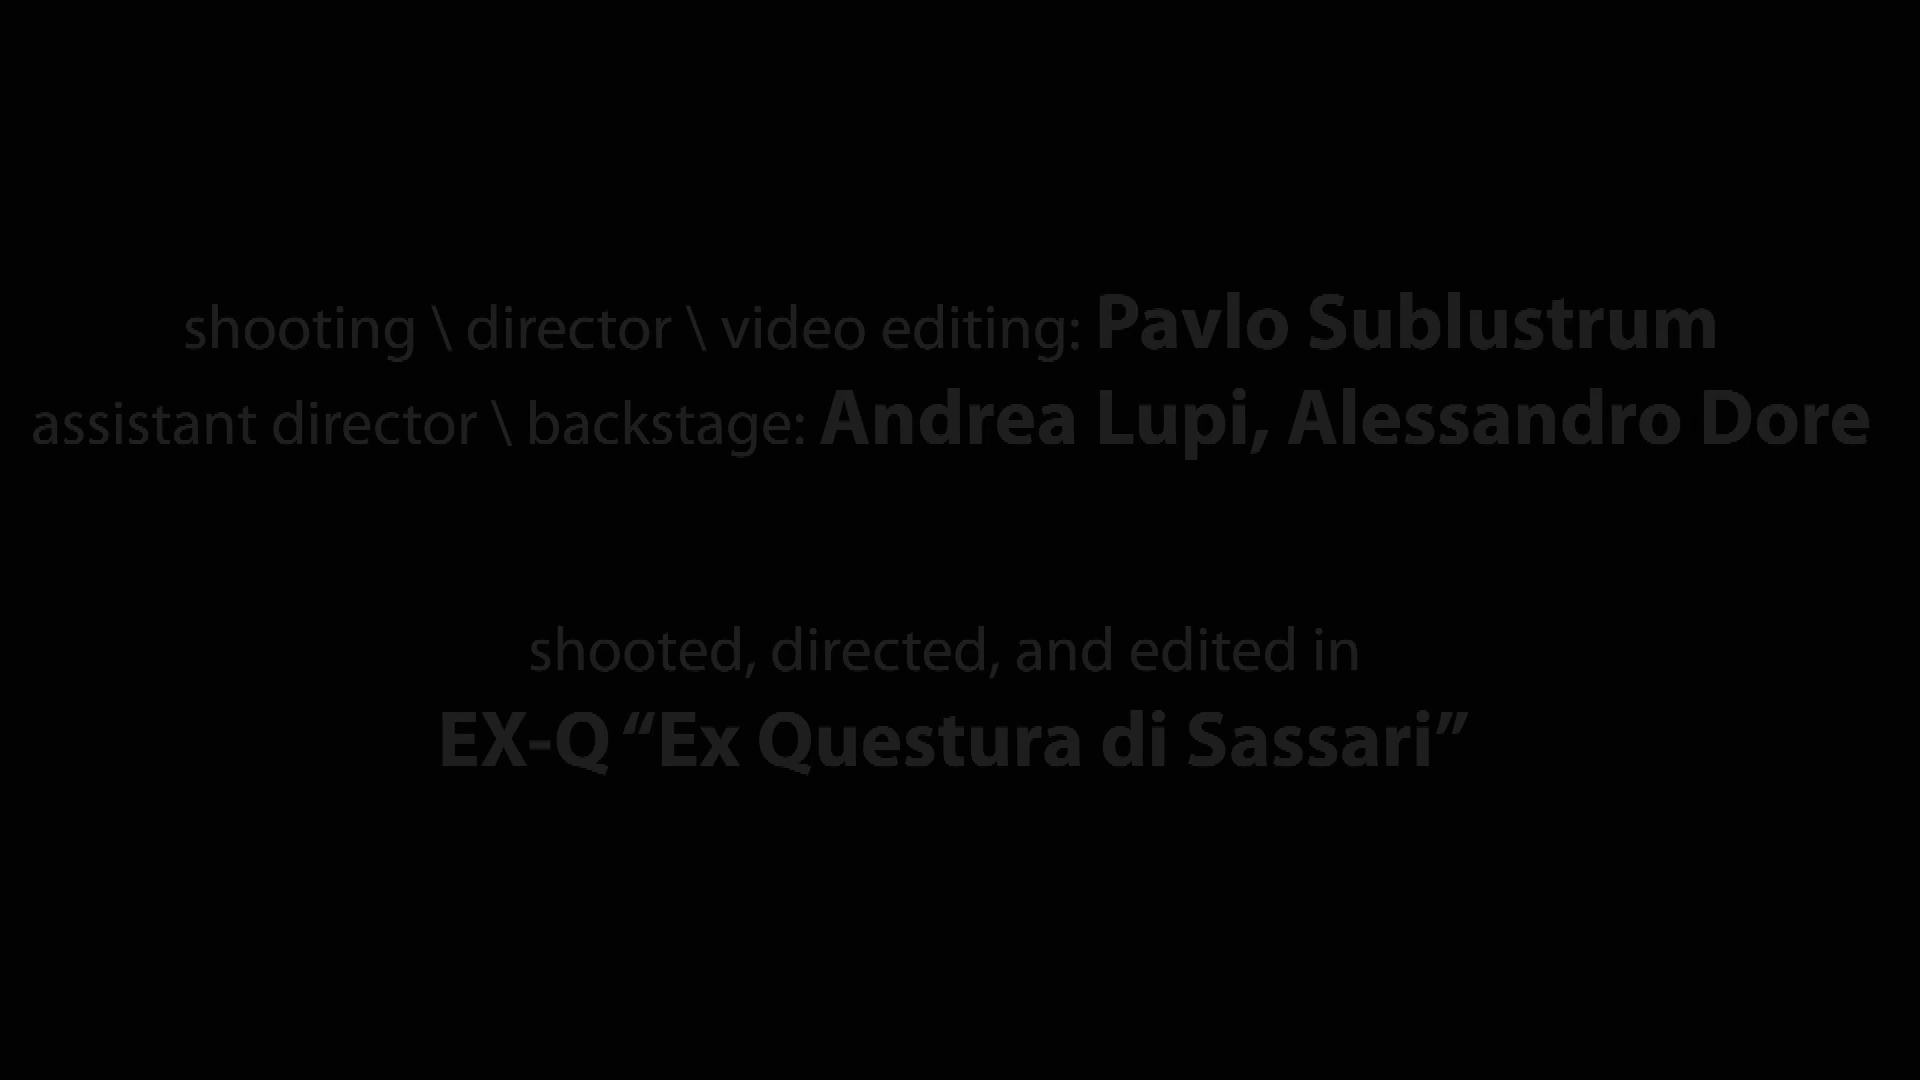 shooting \ director \ video editing: Pavlo Sublustrum
assistant director \ backstage: Andrea Lupi, Alessandro Dore
shooted, directed, and edited in
EX-Q “Ex Questura di Sassari”